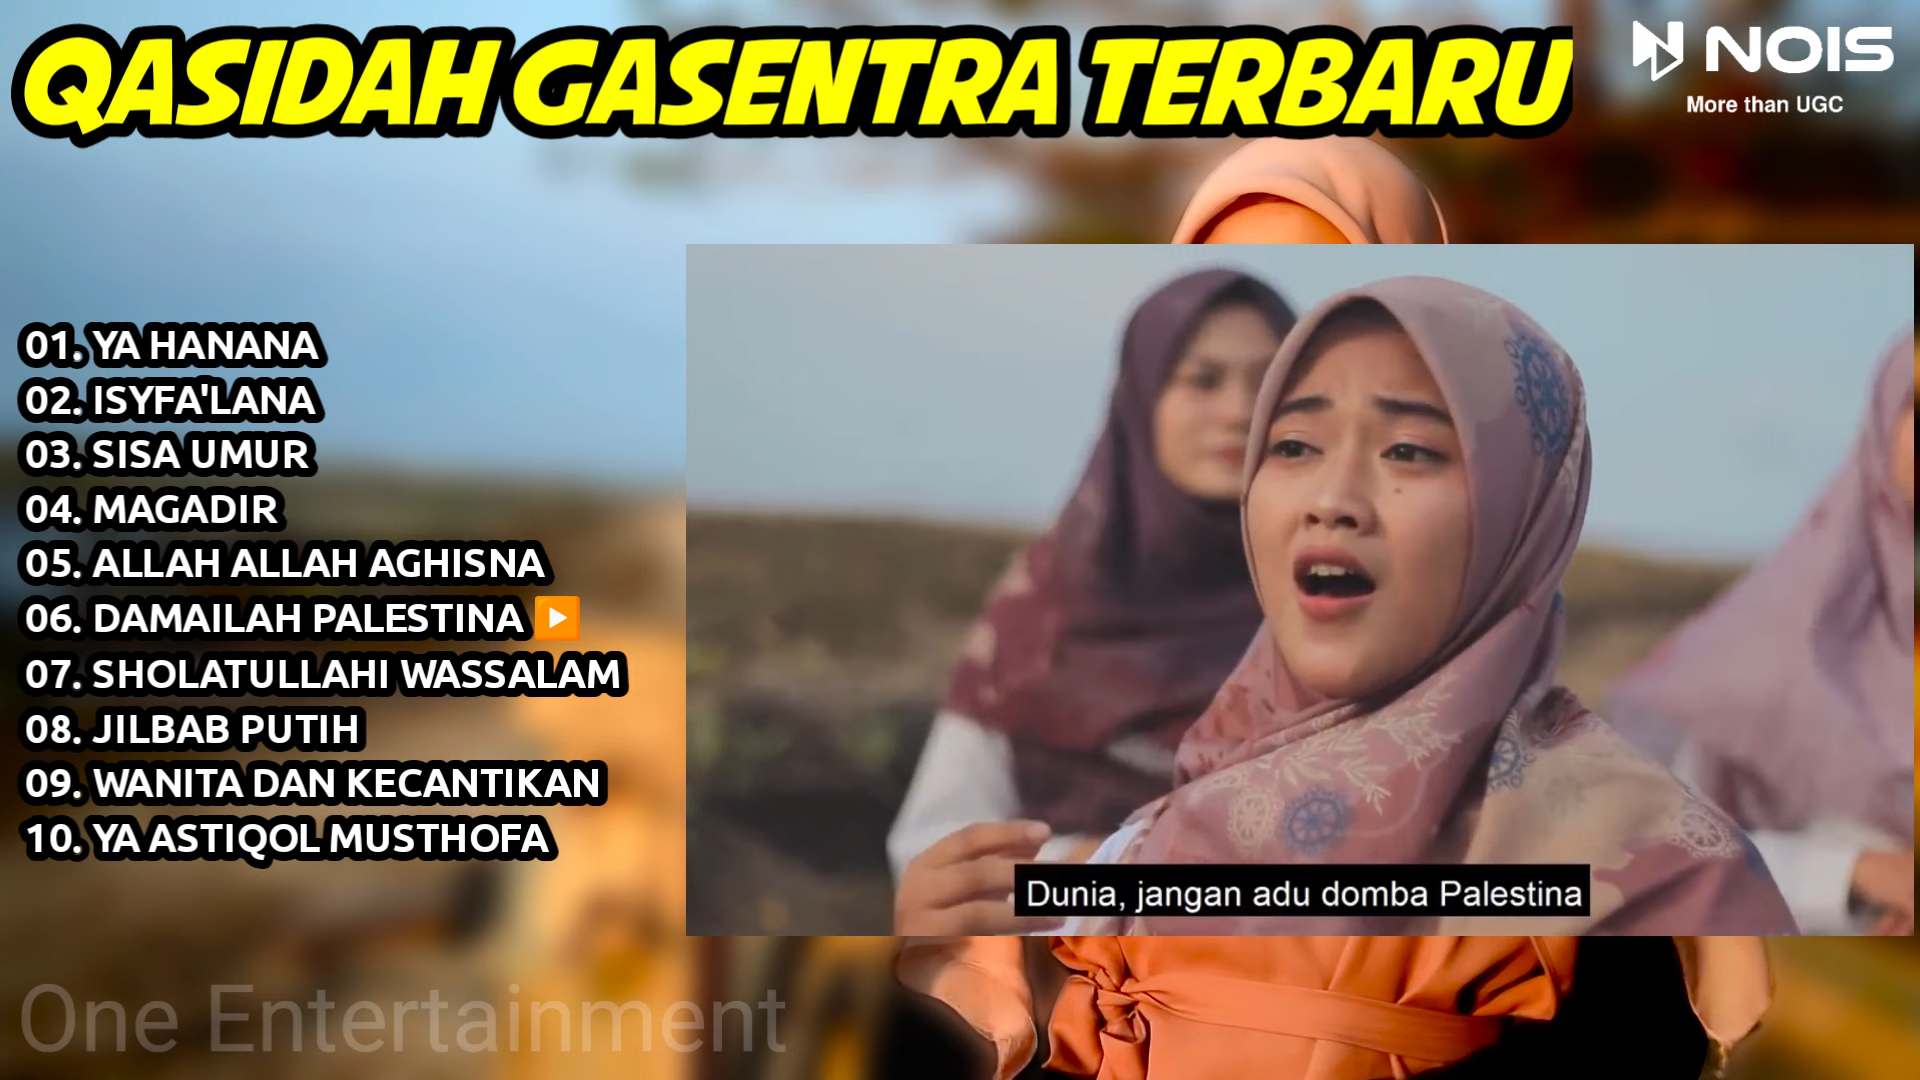 QASIDAH GASENTRA TERBARU
NOIS
More than UGC
01. YA HANANA
02. ISYFA'LANA
03. SISA UMUR
04. MAGADIR
05. ALLAH ALLAH AGHISNA
06. DAMAILAH PALESTINA ▶️
07. SHOLATULLAHI WASSALAM
08. JILBAB PUTIH
09. WANITA DAN KECANTIKAN
10. YA ASTIQOL MUSTHOFA
Dunia, jangan adu domba Palestina
One Entertainment